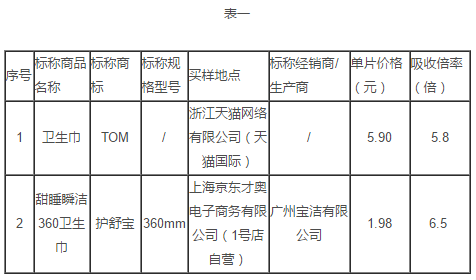 表一
序号 标称商品名称 标称商标 标称规格型号 买样地点 标称经销商/生产商 单片价格（元） 吸收倍率（倍）
1 卫生巾 TOM / 浙江天猫网络有限公司（天猫国际） / 5.90 5.8
2 甜睡瞬洁360卫生巾 护舒宝 360mm 上海京东才奥电子商务有限公司（1号店自营） 广州宝洁有限公司 1.98 6.5